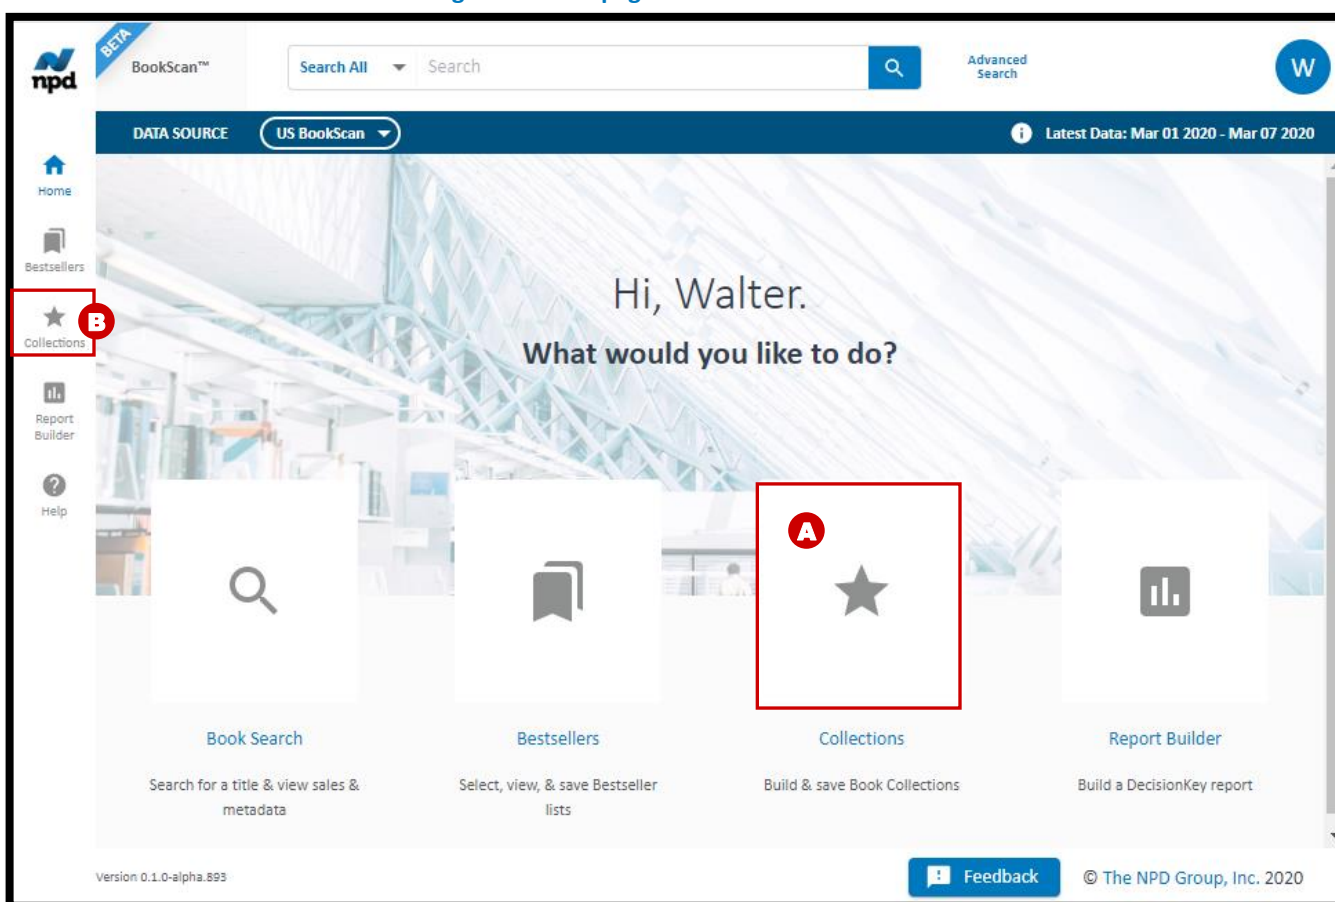 npd
BETA
BookScan™
Search All
Search
Advanced
Search
W
DATA SOURCE
US BookScan
i
Latest Data: Mar 01 2020 - Mar 07 2020
Home
Bestsellers
Collections
B
Report
Builder
?
Help
Hi, Walter.
What would you like to do?
A
Book Search
Search for a title & view sales &
metadata
Bestsellers
Select, view, & save Bestseller
lists
Collections
Build & save Book Collections
Report Builder
Build a DecisionKey report
Version 0.1.0-alpha.893
Feedback
© The NPD Group, Inc. 2020